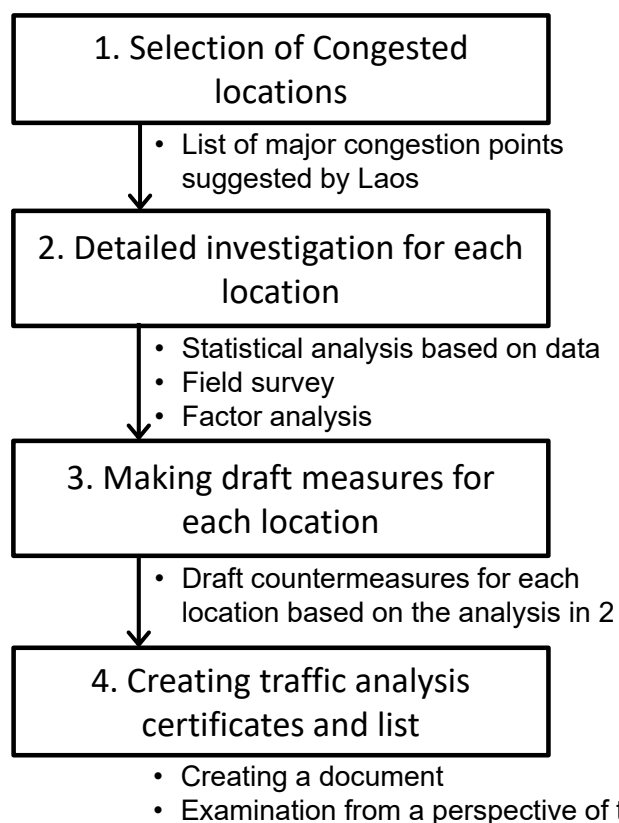 1. Selection of Congested
locations
• List of major congestion points
suggested by Laos
2. Detailed investigation for each
location
• Statistical analysis based on data
• Field survey
• Factor analysis
3. Making draft measures for
each location
• Draft countermeasures for each
location based on the analysis in 2
4. Creating traffic analysis
certificates and list
• Creating a document
• Examination from a perspective of